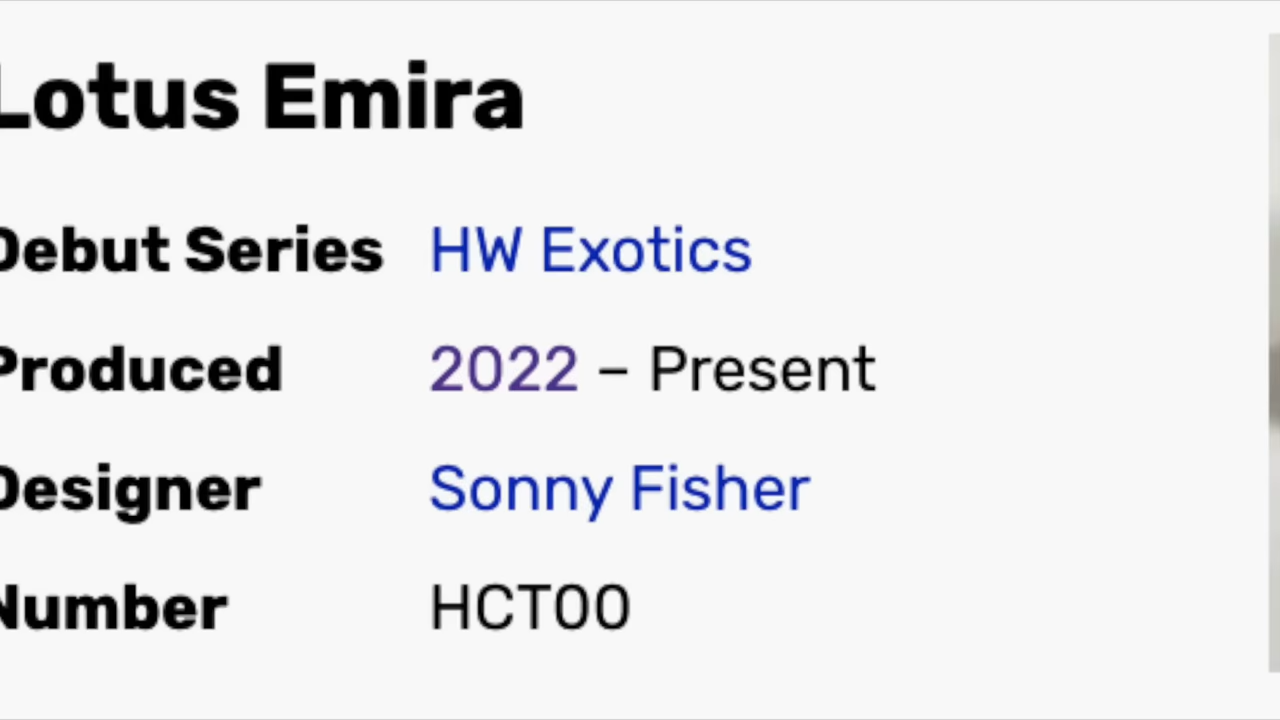 Lotus Emira
Debut Series HW Exotics
Produced 2022 – Present
Designer Sonny Fisher
Number HCT00